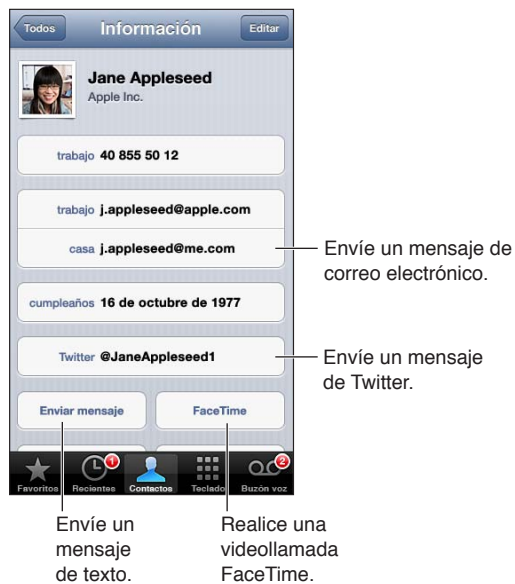 Todos Información Editar
Jane Appleseed
Apple Inc.
trabajo 40 855 50 12
trabajo j.appleseed@apple.com
casa j.appleseed@me.com
Envíe un mensaje de
correo electrónico.
cumpleaños 16 de octubre de 1977
Twitter @JaneAppleseed1
Envíe un mensaje
de Twitter.
Enviar mensaje FaceTime
1 2
Favoritos Recientes Contactos Teclado Buzón voz
Envíe un
mensaje
de texto.
Realice una
videollamada
FaceTime.